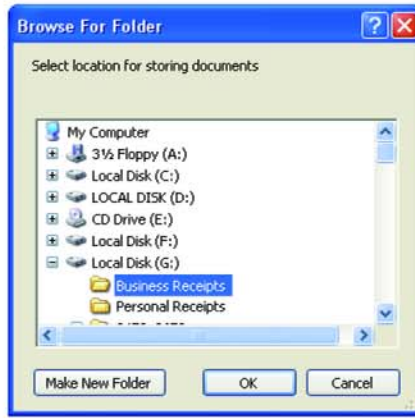 Browse For Folder
Select location for storing documents
My Computer
3½ Floppy (A:)
Local Disk (C:)
LOCAL DISK (D:)
CD Drive (E:)
Local Disk (F:)
Local Disk (G:)
Business Receipts
Personal Receipts
Make New Folder OK Cancel